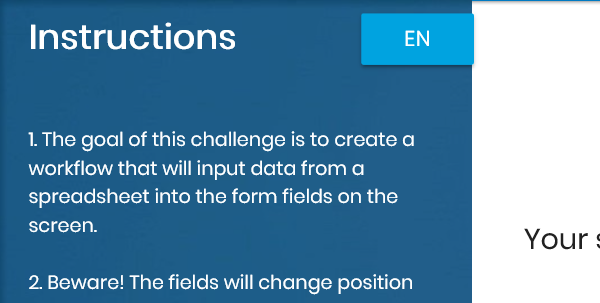 Instructions
EN
1. The goal of this challenge is to create a
workflow that will input data from a
spreadsheet into the form fields on the
screen.
Your
2. Beware! The fields will change position